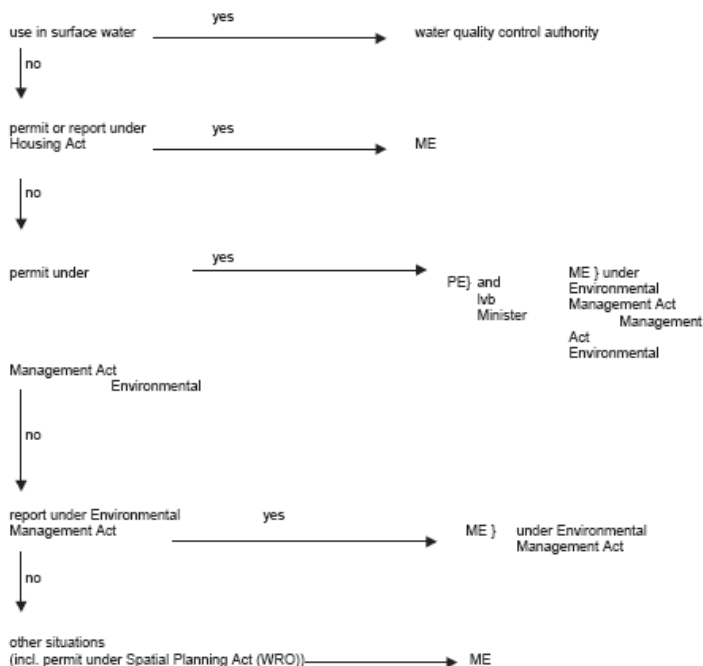 yes
use in surface water
water quality control authority
no
permit or report under
Housing Act
yes
ME
no
permit under
yes
PE} and
lvb
Minister
ME } under
Environmental
Management Act
Management
Act
Environmental
Management Act
Environmental
no
report under Environmental
Management Act
yes
ME }
under Environmental
Management Act
no
other situations
(incl. permit under Spatial Planning Act (WRO))
ME